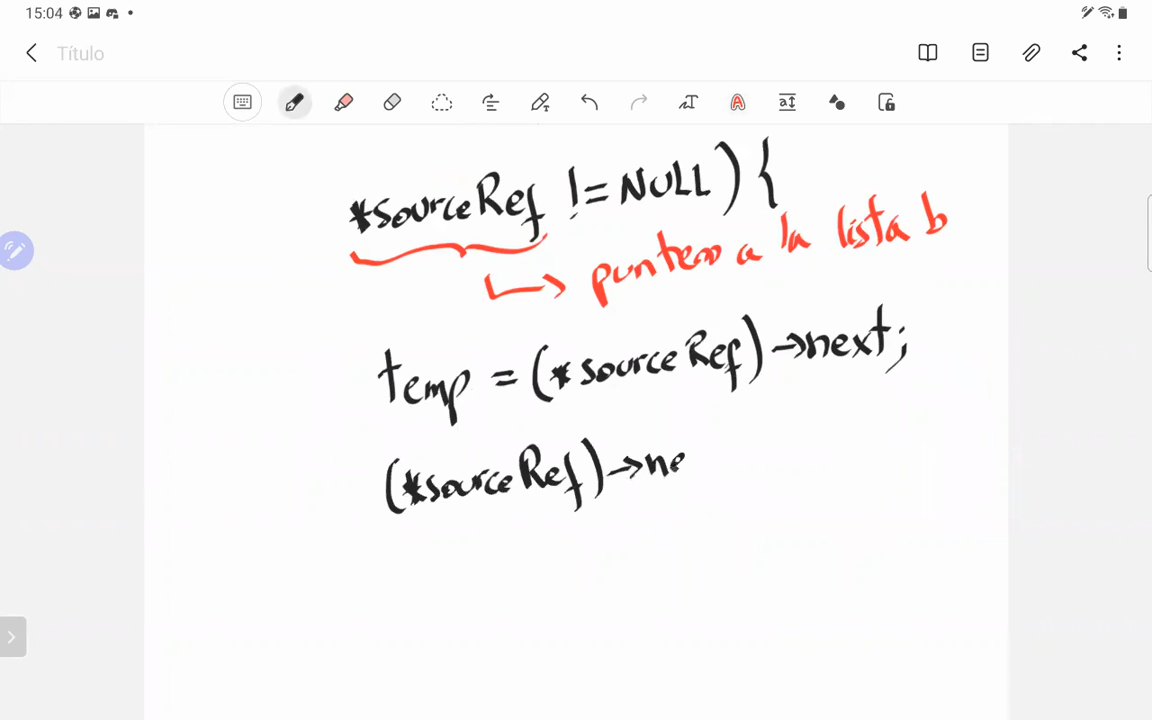 15:04
Título
*sourceRef != NULL) {
puntero a la lista b
temp = (*sourceRef)->next;
(*sourceRef)->ne